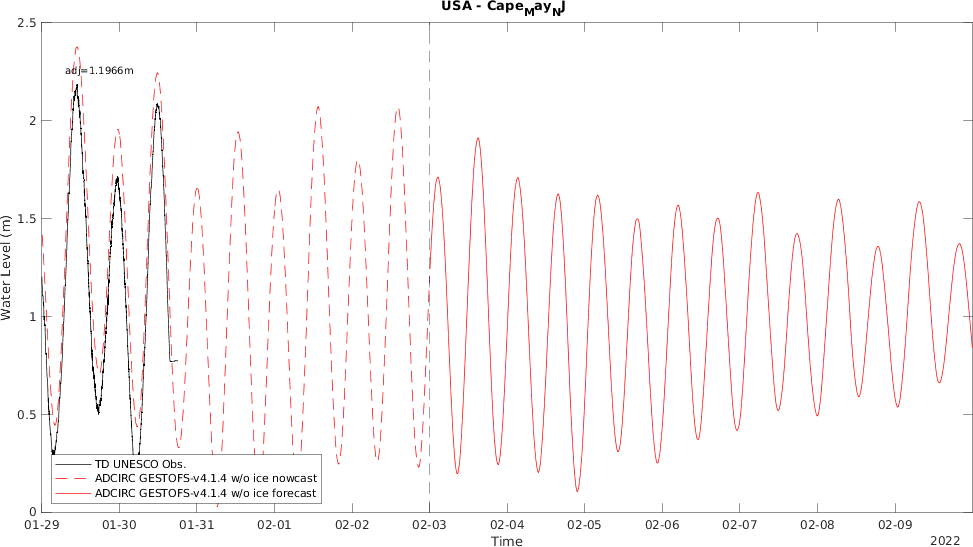 USA - CapeMayNJ
2.5
adj=1.1966m
2
1.5
Water Level (m)
1
0.5
TD UNESCO Obs.
ADCIRC GESTOFS-v4.1.4 w/o ice nowcast
ADCIRC GESTOFS-v4.1.4 w/o ice forecast
0
01-29 01-30 01-31 02-01 02-02 02-03 02-04 02-05 02-06 02-07 02-08 02-09
Time
2022